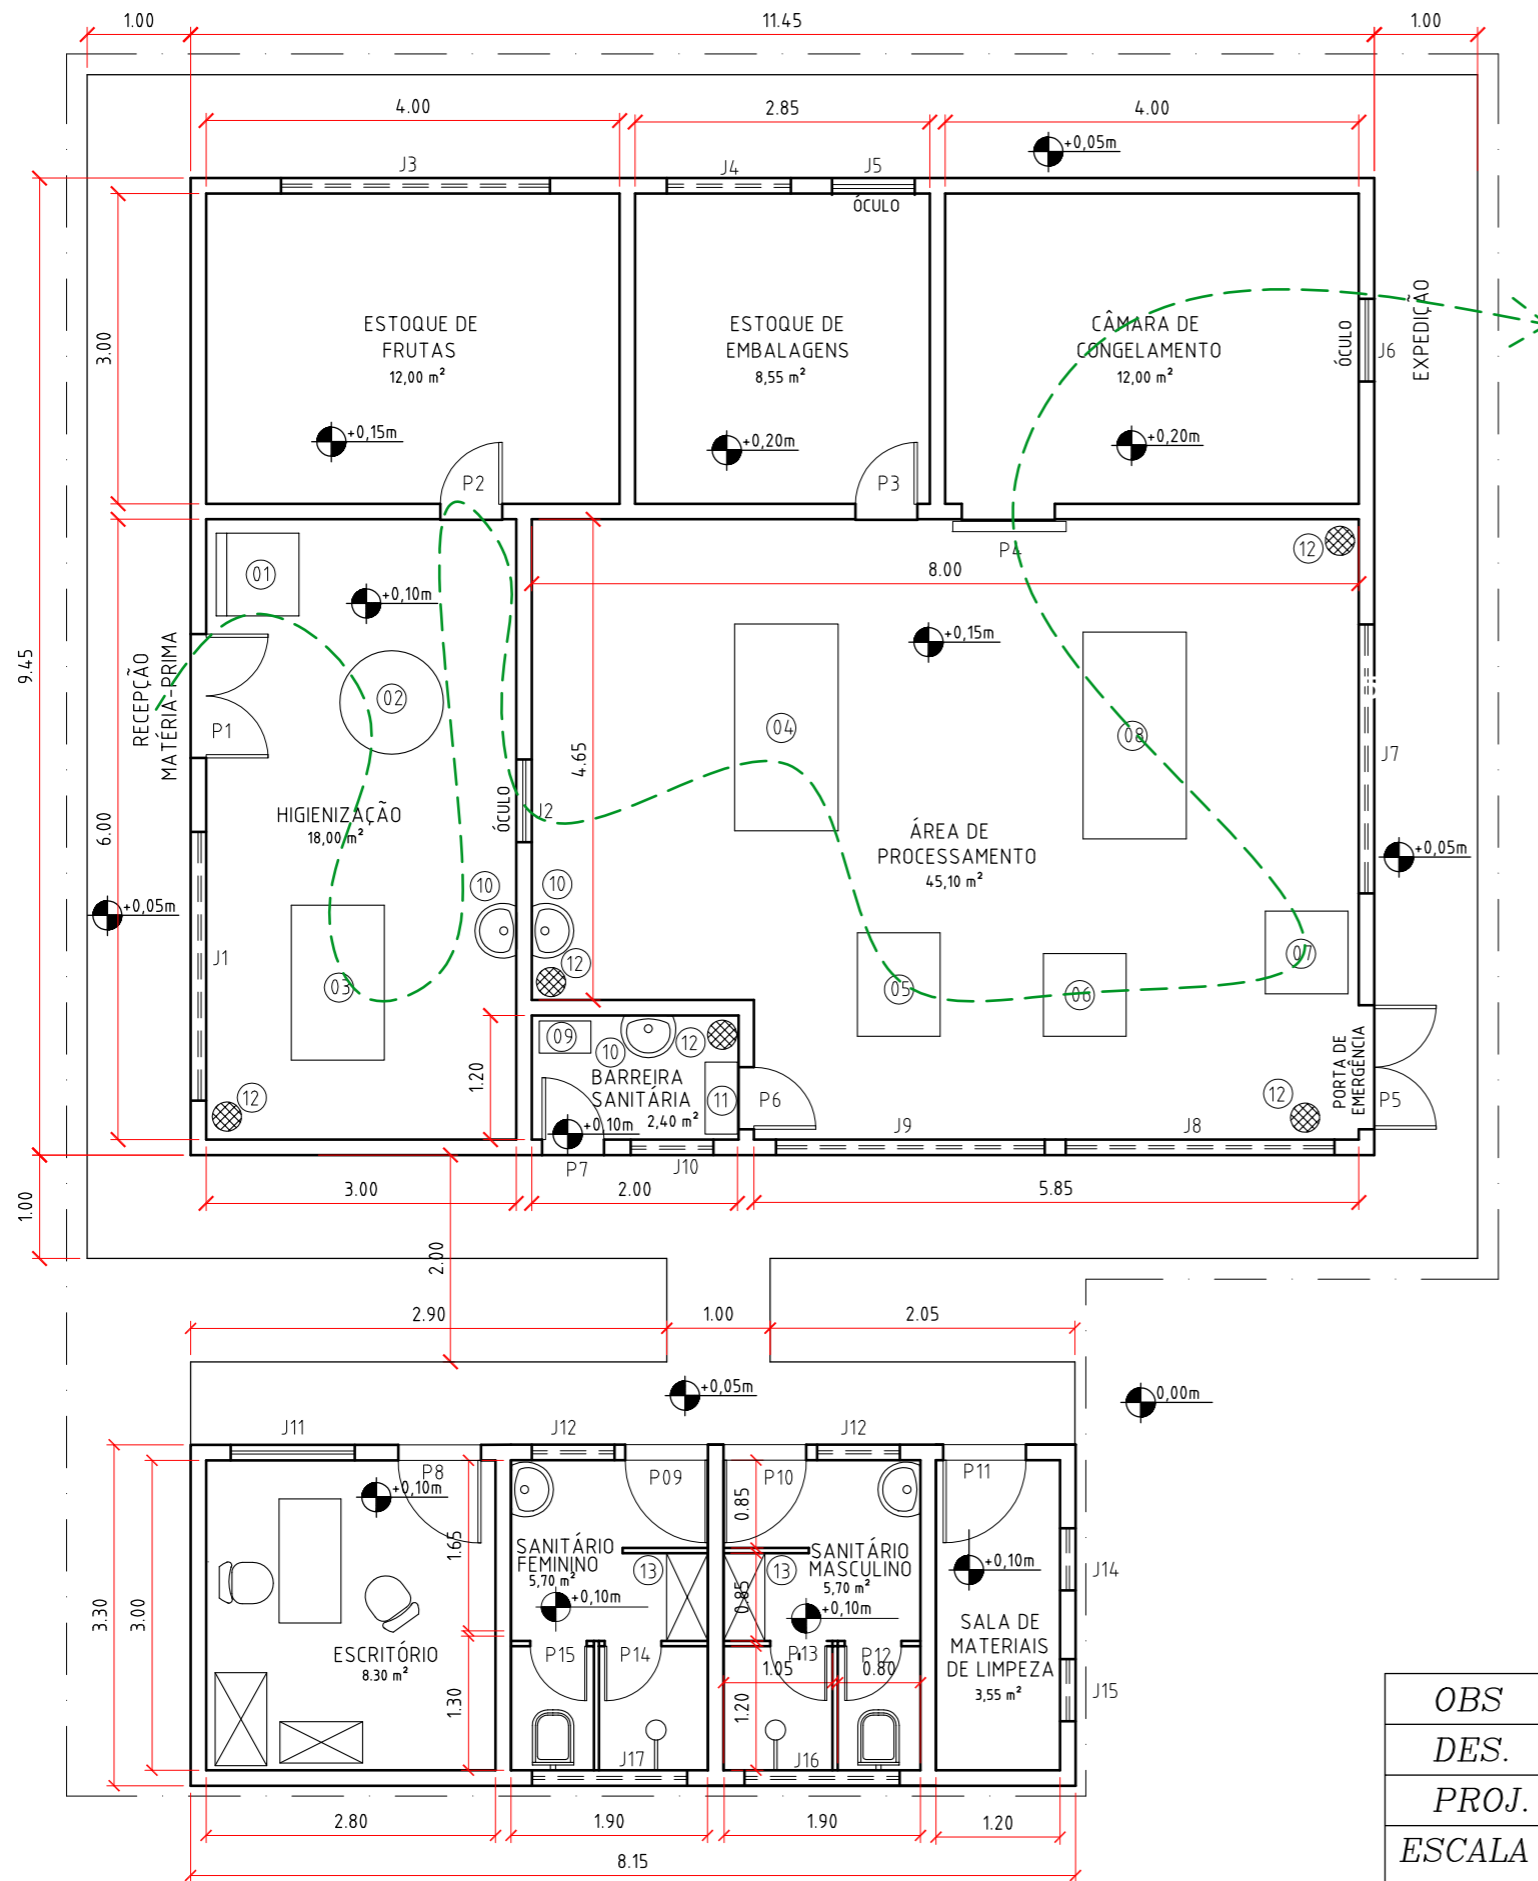 1.00
11.45
1.00
4.00
2.85
4.00
+0,05m
J3
J4
J5
ÓCULO
3.00
ESTOQUE DE
FRUTAS
12,00 m²
+0,15m
P2
ESTOQUE DE
EMBALAGENS
8,55 m²
+0,20m
P3
CÂMARA DE
CONGELAMENTO
12,00 m²
+0,20m
ÓCULO
J6
EXPEDIÇÃO
P4
12
8.00
01
+0,10m
+0,15m
9.45
RECEPÇÃO
MATÉRIA-PRIMA
P1
02
04
08
4.65
J7
6.00
HIGIENIZAÇÃO
18,00 m²
ÓCULO
J2
ÁREA DE
PROCESSAMENTO
45,10 m²
+0,05m
+0,05m
10
10
J1
03
12
05
06
07
1.20
09
10
12
BARREIRA
SANITÁRIA
2,40 m²
11
+0,10m
12
P6
12
PORTA DE
EMERGÊNCIA
P5
J9
J8
P7
J10
3.00
2.00
5.85
1.00
2.00
2.90
1.00
2.05
+0,05m
0,00m
J11
J12
J12
P8
P09
P10
P11
+0,10m
1.65
0.85
3.30
3.00
SANITÁRIO
FEMININO
5,70 m²
+0,10m
13
13
0.85
SANITÁRIO
MASCULINO
5,70 m²
+0,10m
+0,10m
J14
ESCRITÓRIO
8.30 m²
P15
P14
P13
P12
1.05
0.80
SALA DE
MATERIAIS
DE LIMPEZA
3,55 m²
J15
1.30
1.20
J17
J16
2.80
1.90
1.90
1.20
8.15
OBS
DES.
PROJ.
ESCALA